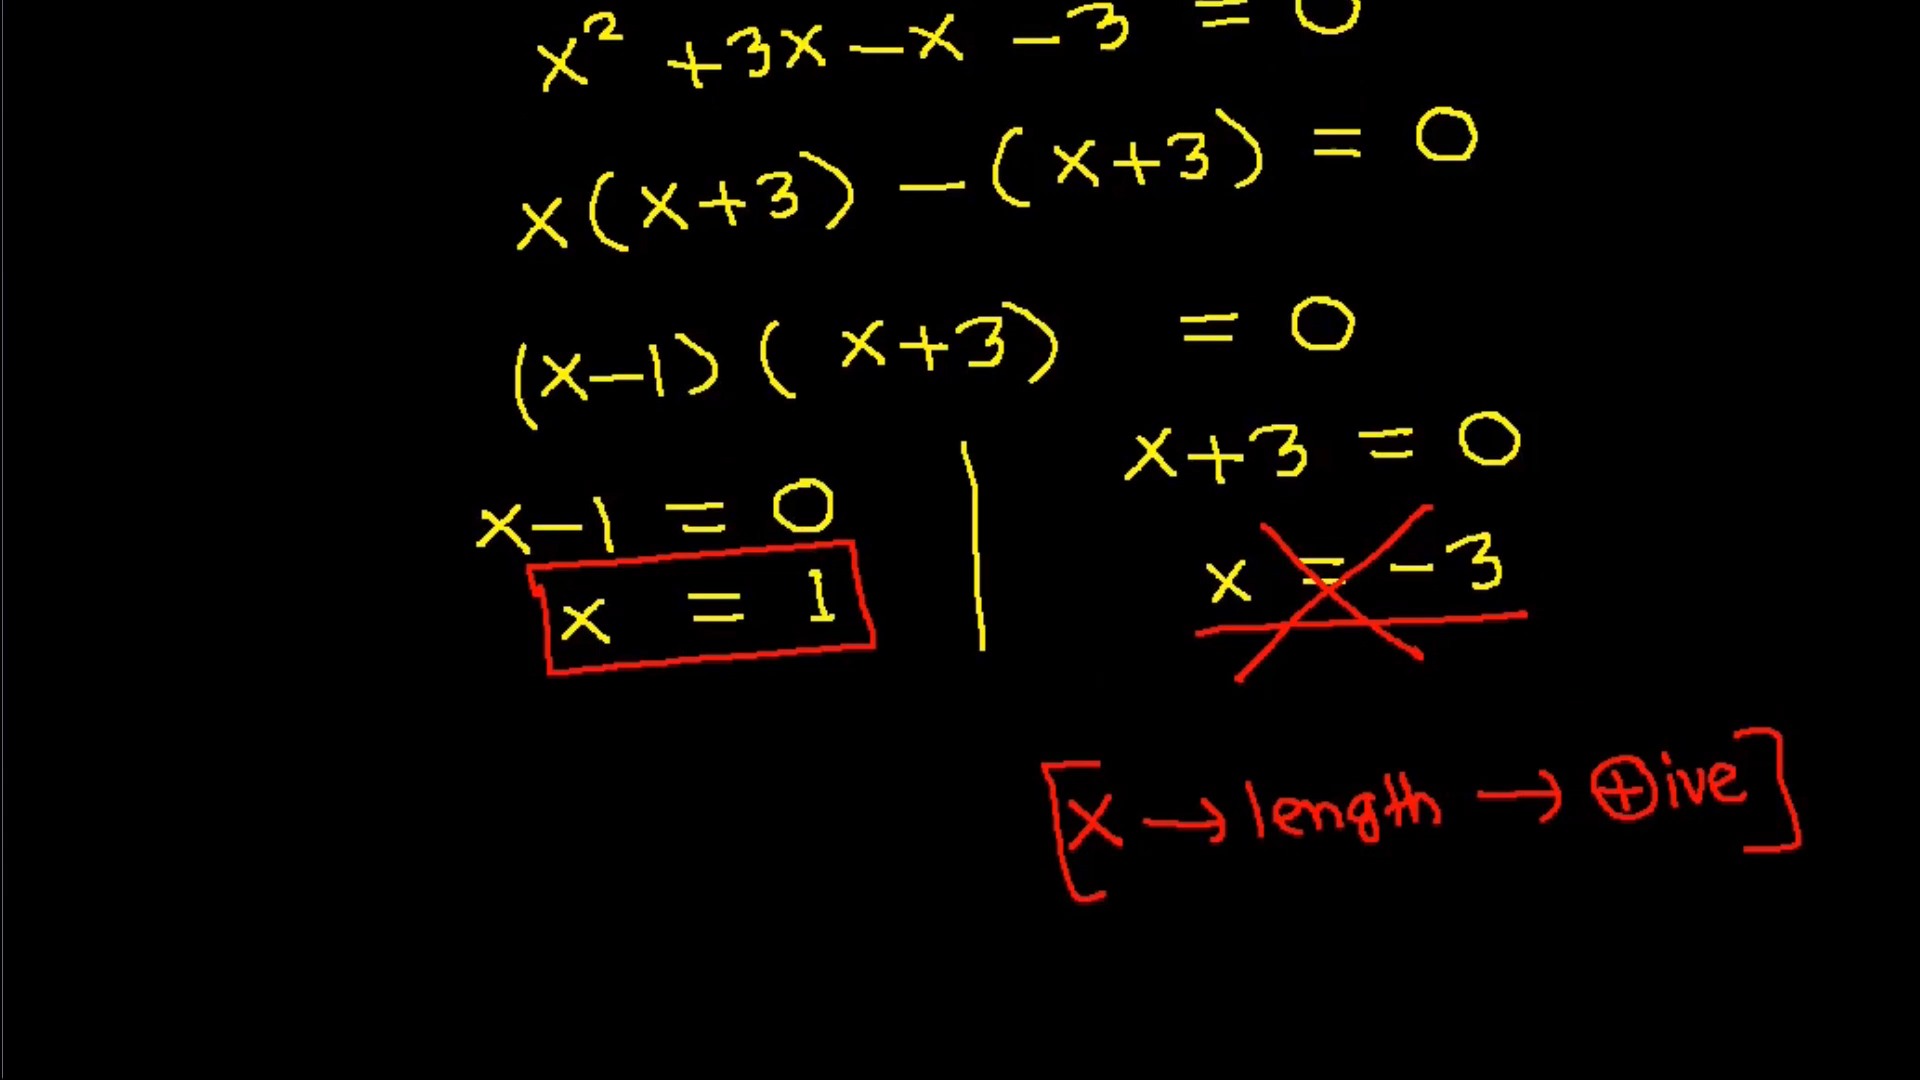 x² +3x -x -3 = 0
x(x+3) -(x+3) = 0
(x-1)(x+3) = 0
x-1 = 0
x = 1
x+3 = 0
x = -3
[x → length → ⊕ive]